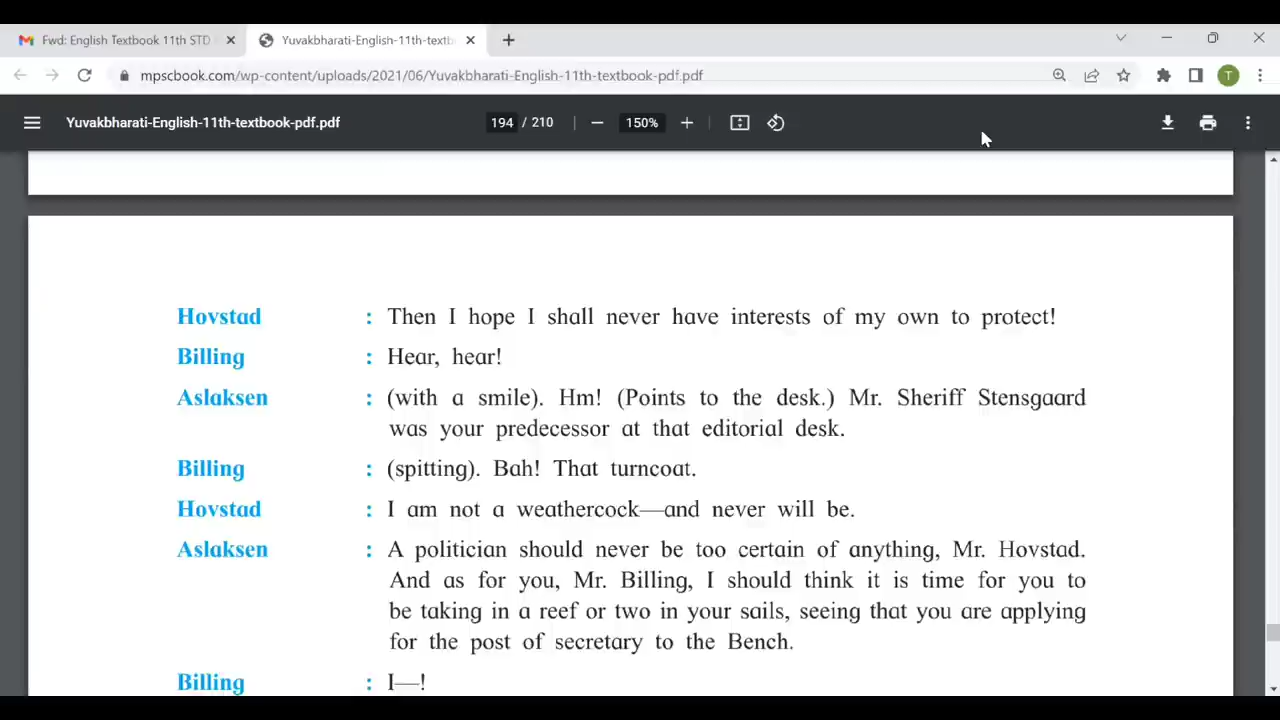 Fwd: English Textbook 11th STD
Yuvakbharati-English-11th-textb
mpscbook.com/wp-content/uploads/2021/06/Yuvakbharati-English-11th-textbook-pdf.pdf
T
Yuvakbharati-English-11th-textbook-pdf.pdf
194 / 210
150%
Hovstad : Then I hope I shall never have interests of my own to protect!
Billing : Hear, hear!
Aslaksen : (with a smile). Hm! (Points to the desk.) Mr. Sheriff Stensgaard
was your predecessor at that editorial desk.
Billing : (spitting). Bah! That turncoat.
Hovstad : I am not a weathercock—and never will be.
Aslaksen : A politician should never be too certain of anything, Mr. Hovstad.
And as for you, Mr. Billing, I should think it is time for you to
be taking in a reef or two in your sails, seeing that you are applying
for the post of secretary to the Bench.
Billing : I—!